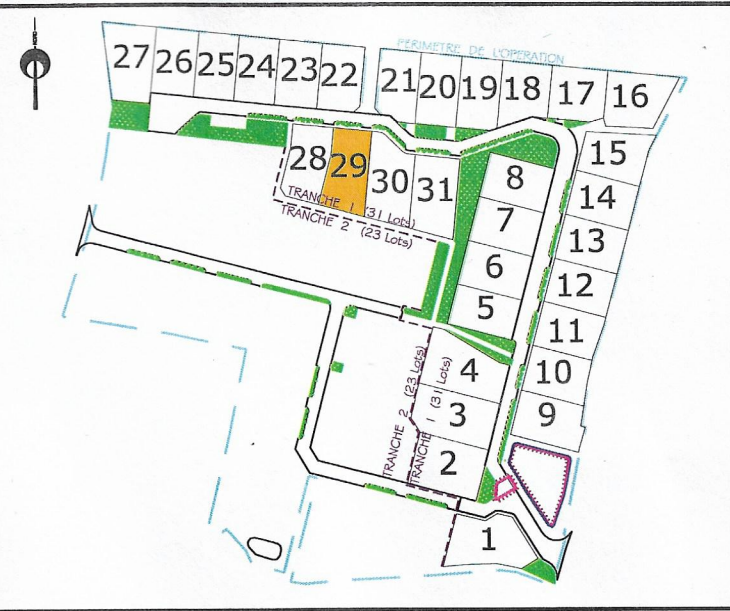 NORD
PERIMETRE DE L'OPERATION
27 26 25 24 23 22 21 20 19 18 17 16
28 29 30 31
15
14
13
12
11
10
9
8
7
6
5
4
3
2
1
TRANCHE 1 (31 Lots)
TRANCHE 2 (23 Lots)
TRANCHE 2 (23 Lots)
TRANCHE 1 (31 Lots)